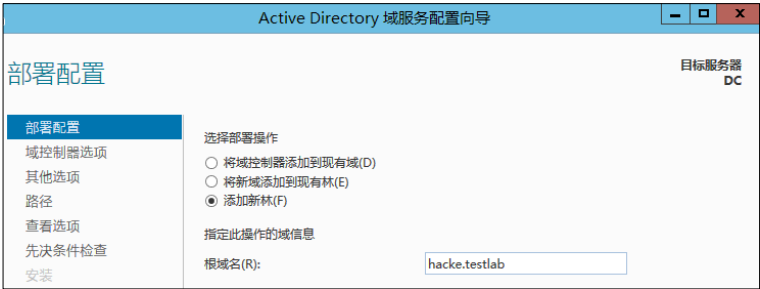 Active Directory 域服务配置向导
部署配置
目标服务器
DC
部署配置
域控制器选项
其他选项
路径
查看选项
先决条件检查
安装
选择部署操作
将域控制器添加到现有域(D)
将新域添加到现有林(E)
添加新林(F)
指定此操作的域信息
根域名(R): hacke.testlab